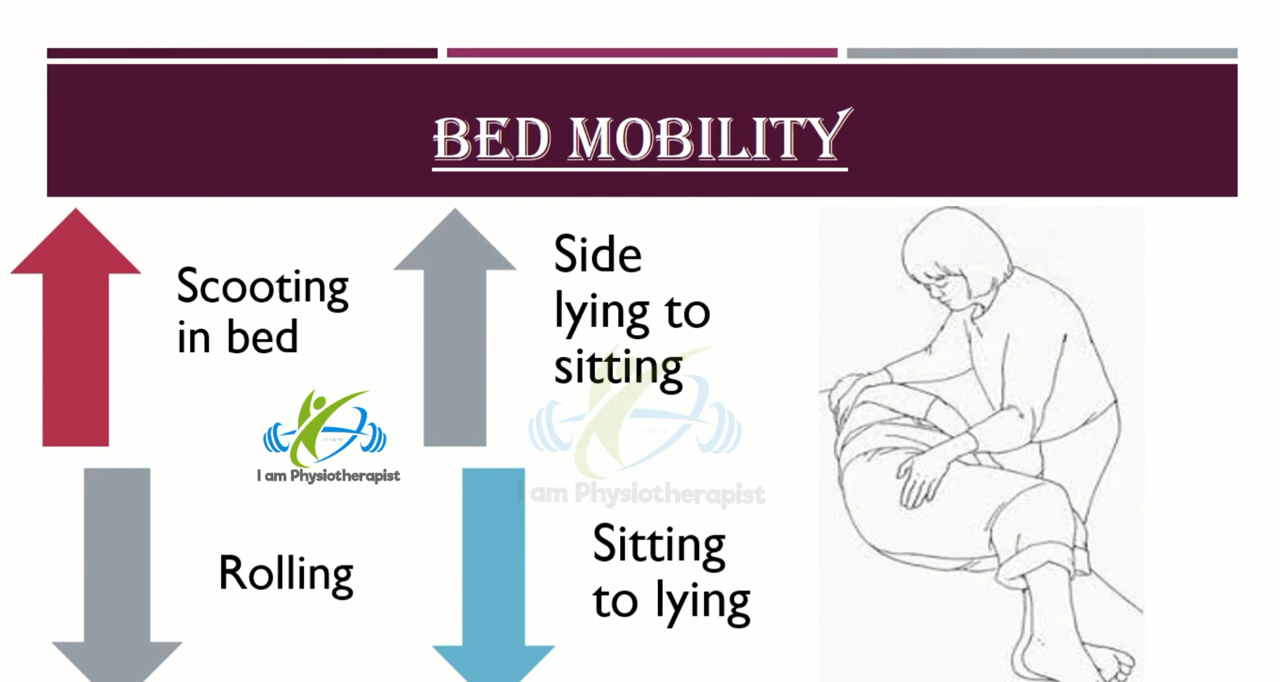 BED MOBILITY
Scooting
in bed
Side
lying to
sitting
I am Physiotherapist
I am Physiotherapist
Rolling
Sitting
to lying